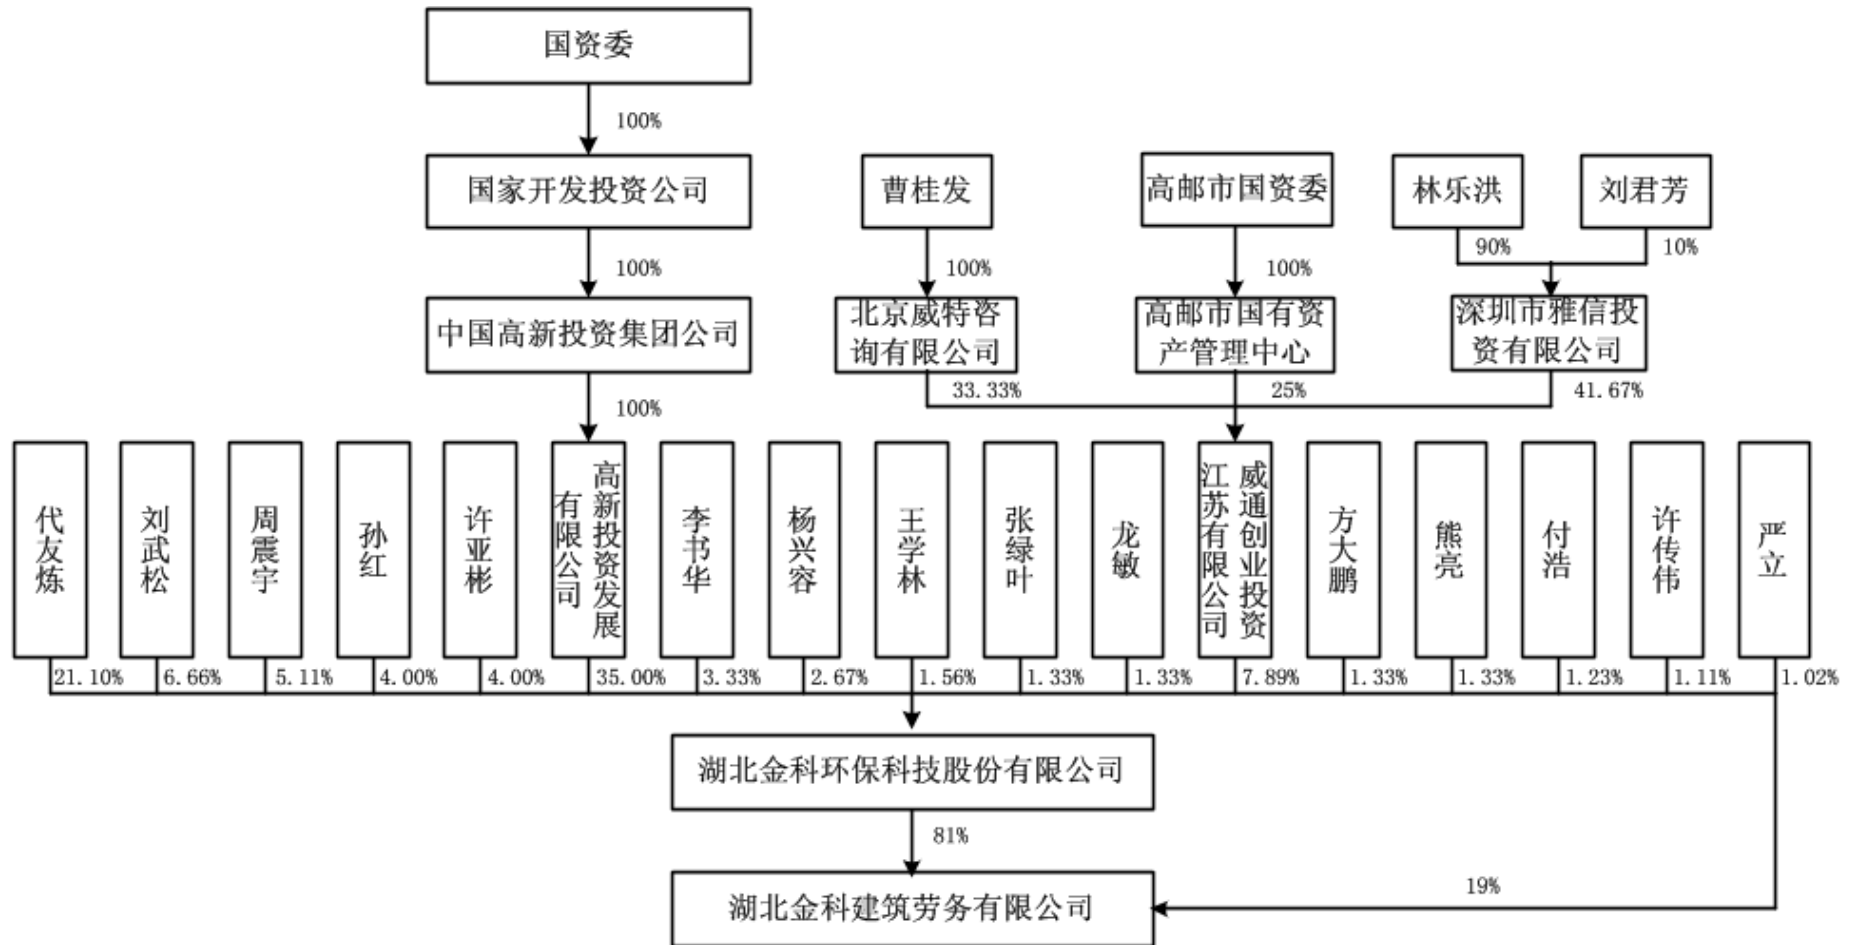 国资委
100%
国家开发投资公司
曹桂发
高邮市国资委
林乐洪
刘君芳
100%
100%
100%
90%
10%
中国高新投资集团公司
北京威特咨
询有限公司
高邮市国有资
产管理中心
深圳市雅信投
资有限公司
100%
33.33%
25%
41.67%
代友炼
刘武松
周震宇
孙红
许亚彬
高新投资发展
有限公司
李书华
杨兴容
王学林
张绿叶
龙敏
威通创业投资
江苏有限公司
方大鹏
熊亮
付浩
许传伟
严立
21.10%
6.66%
5.11%
4.00%
4.00%
35.00%
3.33%
2.67%
1.56%
1.33%
1.33%
7.89%
1.33%
1.33%
1.23%
1.11%
1.02%
湖北金科环保科技股份有限公司
81%
19%
湖北金科建筑劳务有限公司